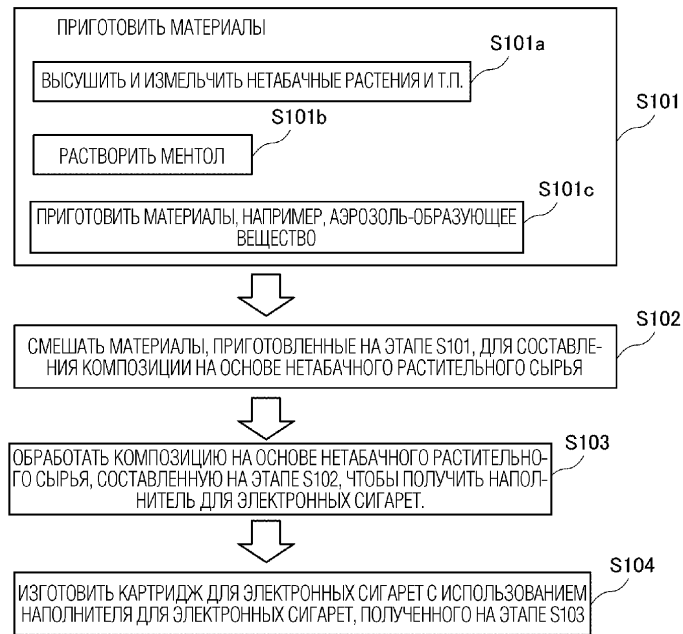 ПРИГОТОВИТЬ МАТЕРИАЛЫ
S101a
ВЫСУШИТЬ И ИЗМЕЛЬЧИТЬ НЕТАБАЧНЫЕ РАСТЕНИЯ И Т.П.
S101
S101b
РАСТВОРИТЬ МЕНТОЛ
S101c
ПРИГОТОВИТЬ МАТЕРИАЛЫ, НАПРИМЕР, АЭРОЗОЛЬ-ОБРАЗУЮЩЕЕ
ВЕЩЕСТВО
S102
СМЕШАТЬ МАТЕРИАЛЫ, ПРИГОТОВЛЕННЫЕ НА ЭТАПЕ S101, ДЛЯ СОСТАВЛЕ-
НИЯ КОМПОЗИЦИИ НА ОСНОВЕ НЕТАБАЧНОГО РАСТИТЕЛЬНОГО СЫРЬЯ
S103
ОБРАБОТАТЬ КОМПОЗИЦИЮ НА ОСНОВЕ НЕТАБАЧНОГО РАСТИТЕЛЬНО-
ГО СЫРЬЯ, СОСТАВЛЕННУЮ НА ЭТАПЕ S102, ЧТОБЫ ПОЛУЧИТЬ НАПОЛ-
НИТЕЛЬ ДЛЯ ЭЛЕКТРОННЫХ СИГАРЕТ.
S104
ИЗГОТОВИТЬ КАРТРИДЖ ДЛЯ ЭЛЕКТРОННЫХ СИГАРЕТ С ИСПОЛЬЗОВАНИЕМ
НАПОЛНИТЕЛЯ ДЛЯ ЭЛЕКТРОННЫХ СИГАРЕТ, ПОЛУЧЕННОГО НА ЭТАПЕ S103